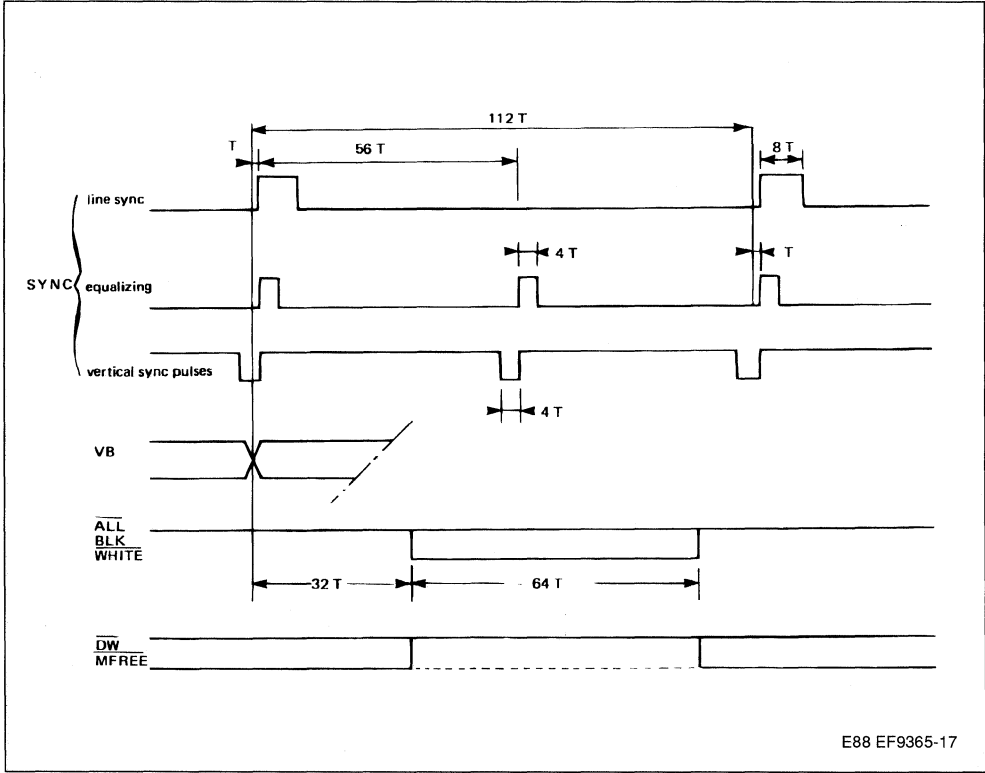 112 T
T
56 T
8 T
line sync
4 T
T
SYNC
equalizing
vertical sync pulses
4 T
VB
ALL
BLK
WHITE
32 T
64 T
DW
MFREE
E88 EF9365-17